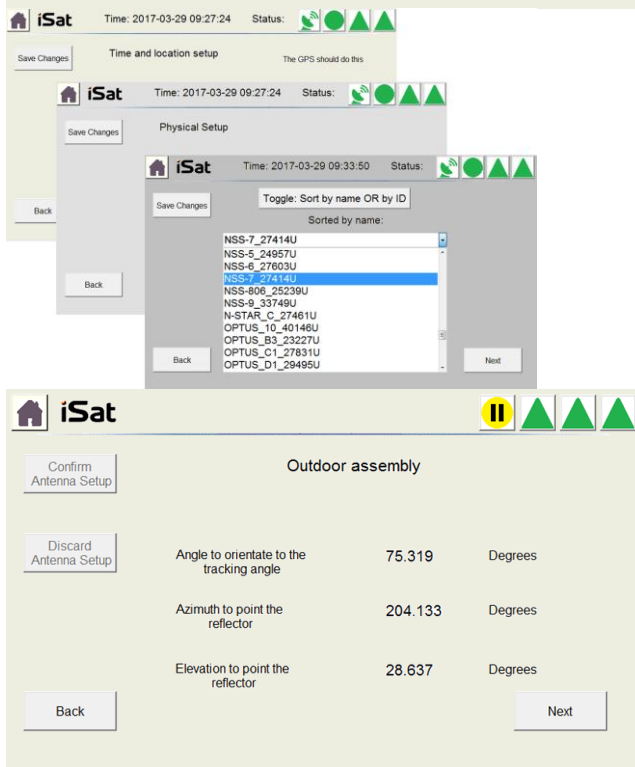 iSat Time: 2017-03-29 09:27:24 Status:
Save Changes Time and location setup The GPS should do this
Back
iSat Time: 2017-03-29 09:27:24 Status:
Save Changes Physical Setup
Back
iSat Time: 2017-03-29 09:33:50 Status:
Toggle: Sort by name OR by ID
Save Changes
Sorted by name:
NSS-7_27414U
NSS-5_24957U
NSS-6_27603U
NSS-7_27414U
NSS-806_25239U
NSS-9_33749U
N-STAR_C_27461U
OPTUS_10_40146U
OPTUS_B3_23227U
OPTUS_C1_27831U
OPTUS_D1_29495U
Back Next
iSat
Confirm
Antenna Setup
Outdoor assembly
Discard
Antenna Setup
Angle to orientate to the
tracking angle
75.319 Degrees
Azimuth to point the
reflector
204.133 Degrees
Elevation to point the
reflector
28.637 Degrees
Back Next